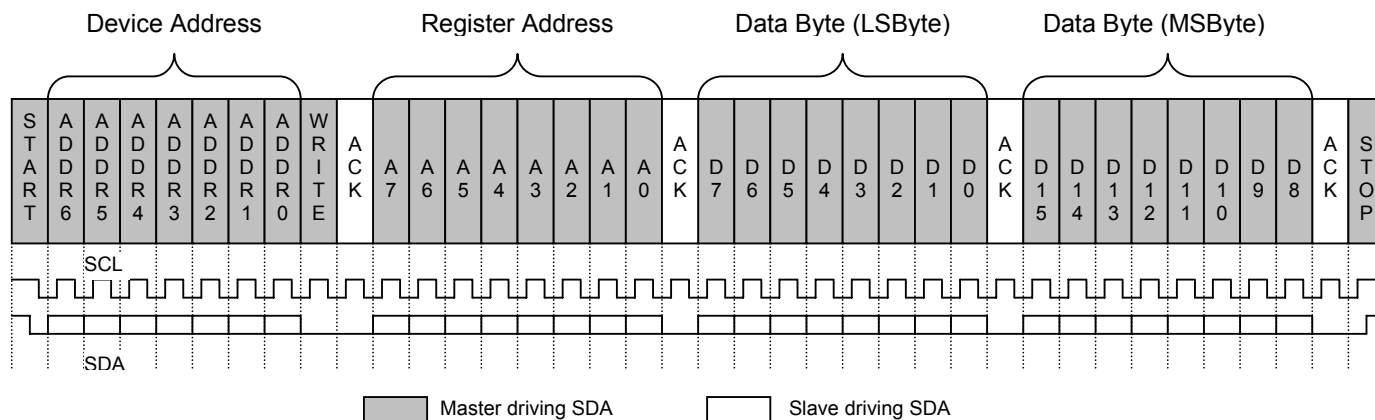 Device Address Register Address Data Byte (LSByte) Data Byte (MSByte)
START ADDR6 ADDR5 ADDR4 ADDR3 ADDR2 ADDR1 ADDR0 WRITE ACK A7 A6 A5 A4 A3 A2 A1 A0 ACK D7 D6 D5 D4 D3 D2 D1 D0 ACK D15 D14 D13 D12 D11 D10 D9 D8 ACK STOP
SCL
SDA
Master driving SDA Slave driving SDA